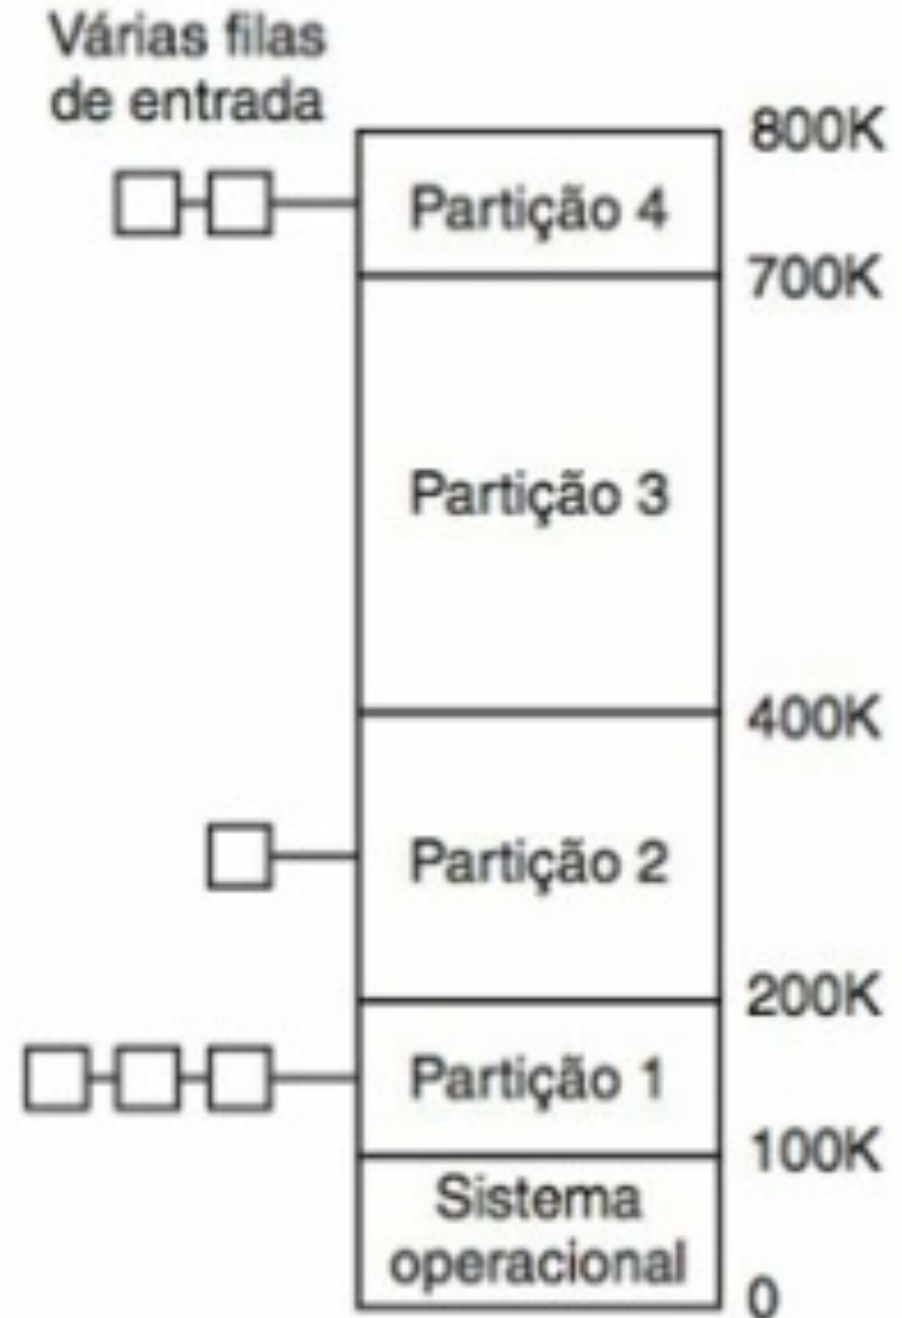 Várias filas
de entrada
800K
Partição 4
700K
Partição 3
400K
Partição 2
200K
Partição 1
100K
Sistema
operacional
0